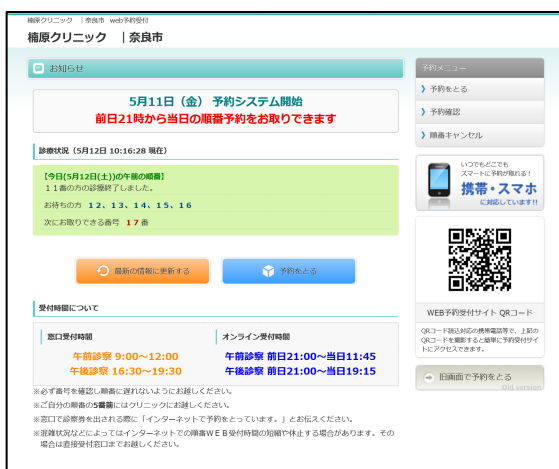 楠原クリニック ｜奈良市 web予約受付
楠原クリニック ｜奈良市
お知らせ
5月11日（金） 予約システム開始
前日21時から当日の順番予約をお取りできます
診療状況（5月12日 10:16:28 現在）
【今日(5月12日(土))の午前の順番】
１１番の方の診療終了しました。
お待ちの方 １２、１３、１４、１５、１６
次にお取りできる番号 １７番
最新の情報に更新する
予約をとる
受付時間について
窓口受付時間
午前診察 9:00～12:00
午後診察 16:30～19:30
オンライン受付時間
午前診察 前日21:00～当日11:45
午後診察 前日21:00～当日19:15
※必ず番号を確認し順番に遅れないようにお越しください。
※ご自分の順番の5番前にはクリニックにお越しください。
※窓口で診察券を出される際に「インターネットで予約をとっています。」とお伝えください。
※混雑状況などによってはインターネットでの順番ＷＥＢ受付時間の短縮や休止する場合があります。その
場合は直接受付窓口までお越しください。
予約メニュー
予約をとる
予約確認
順番キャンセル
いつでもどこでも
スマートに予約が取れる！
携帯・スマホ
に対応しています!!
WEB予約受付サイト QRコード
QRコード読込対応の携帯電話等で、上記の
QRコードを撮影すると簡単に予約受付サイ
トにアクセスできます。
旧画面で予約をとる
Old version